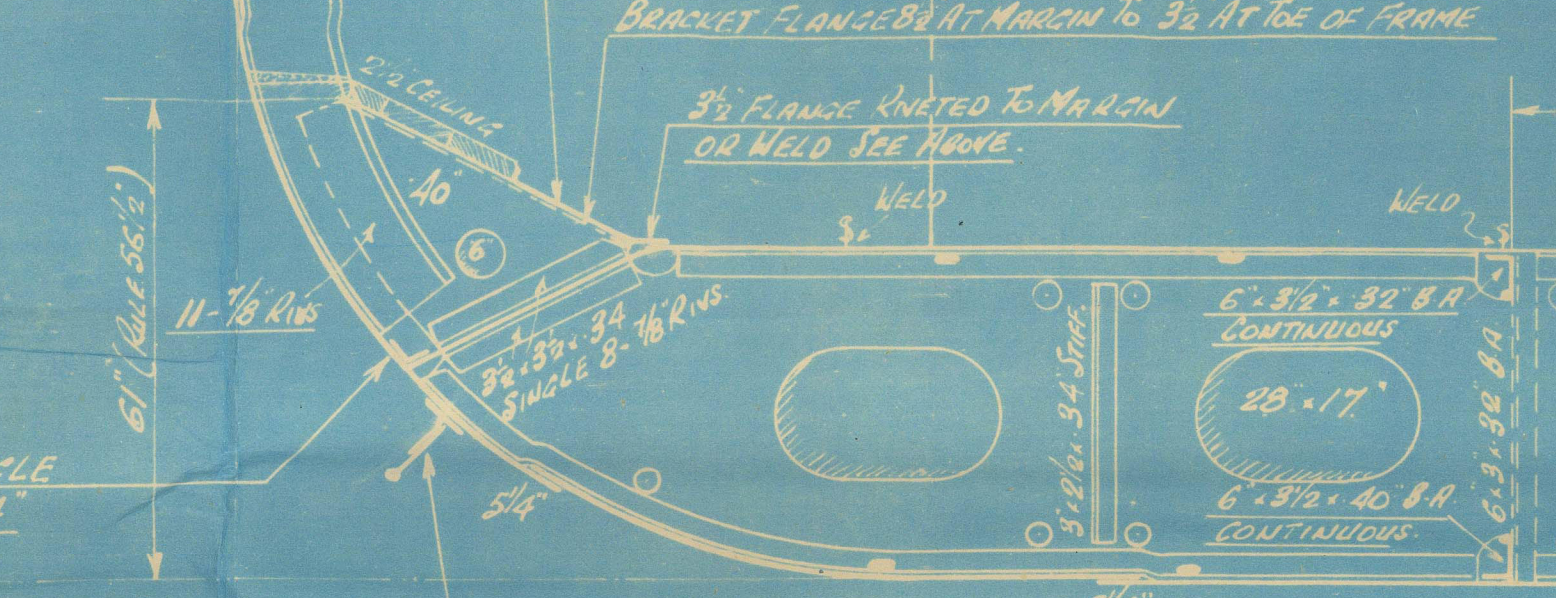 BRACKET FLANGE 8½ AT MARGIN TO 3½ AT TOE OF FRAME
2½" CEILING
3½" FLANGE RIVETED TO MARGIN
OR WELD SEE ABOVE.
WELD
WELD
40"
6"
61" (RULE 56½")
11-7/8" RIVS
3½ x 3½ x .34
SINGLE 8-7/8" RIVS.
6" x 3½" x .32" B.A
CONTINUOUS
3" x 2½" x .34" STIFF.
28" x 17"
6" x 3" x .32" B.A
6" x 3½ x .40" B.A.
CONTINUOUS.
5¼"